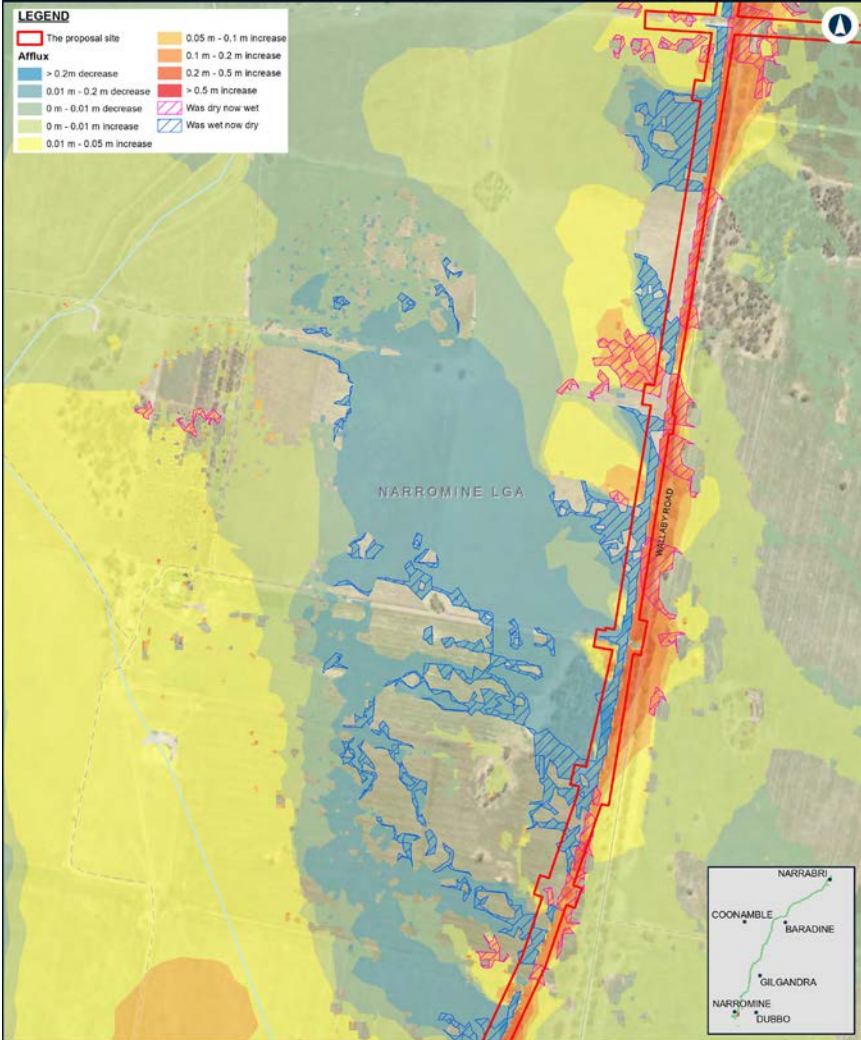 LEGEND
The proposal site
Afflux
> 0.2m decrease
0.01 m - 0.2 m decrease
0 m - 0.01 m decrease
0 m - 0.01 m increase
0.01 m - 0.05 m increase
0.05 m - 0.1 m increase
0.1 m - 0.2 m increase
0.2 m - 0.5 m increase
> 0.5 m increase
Was dry now wet
Was wet now dry
NARROMINE LGA
WALLABY ROAD
NARRABRI
COONAMBLE
BARADINE
GILGANDRA
NARROMINE
DUBBO